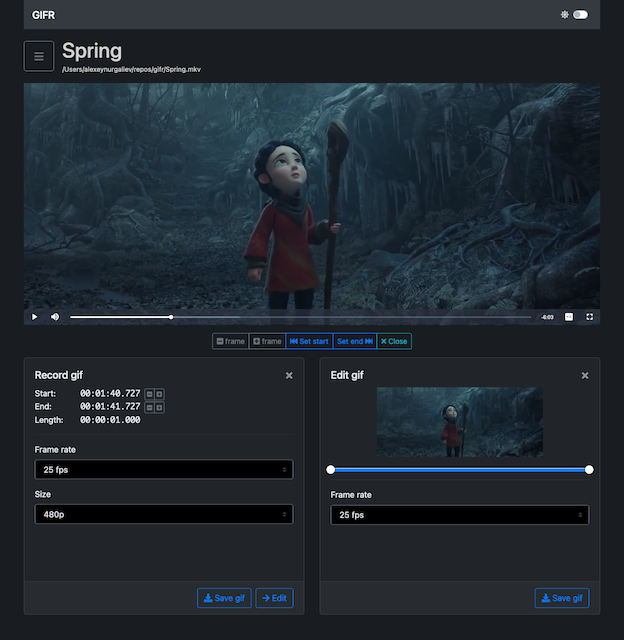 GIFR
Spring
/Users/alexeynurgaliev/repos/gifr/Spring.mkv
-6:03
frame
frame
Set start
Set end
Close
Record gif
Start: 00:01:40.727
End: 00:01:41.727
Length: 00:00:01.000
Frame rate
25 fps
Size
480p
Save gif
Edit
Edit gif
Frame rate
25 fps
Save gif